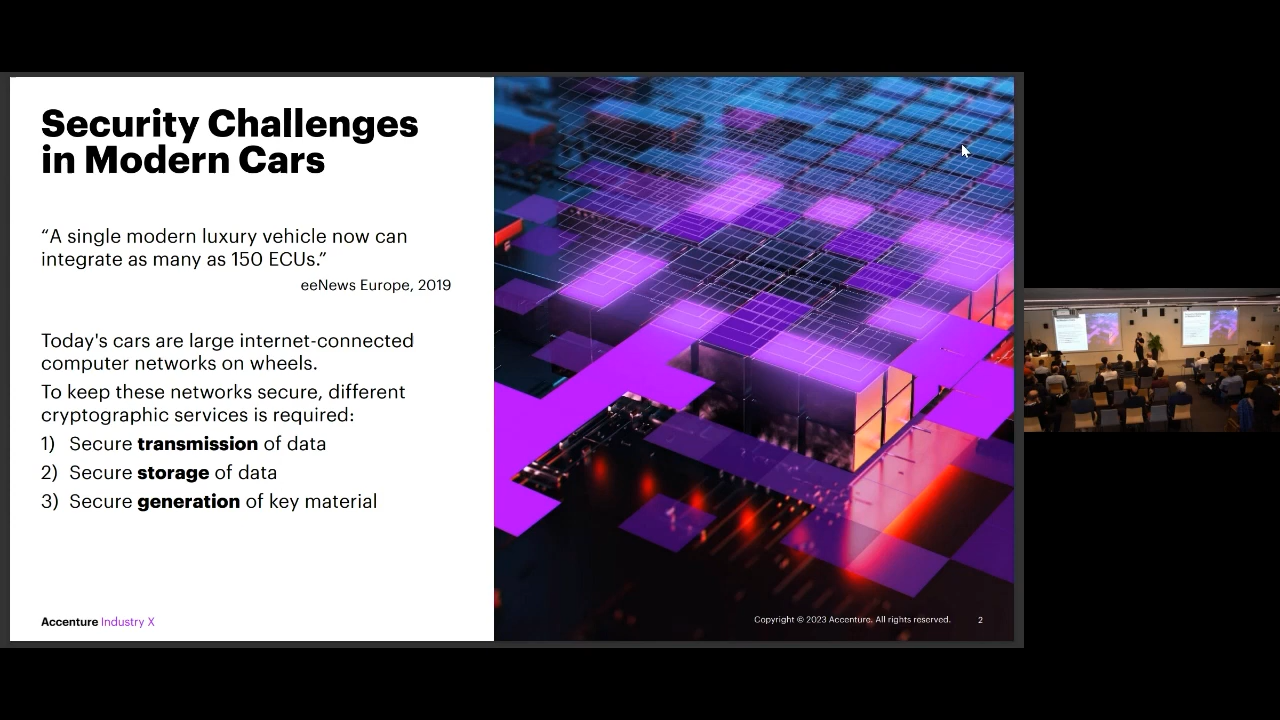 Security Challenges
in Modern Cars
“A single modern luxury vehicle now can
integrate as many as 150 ECUs.”
eeNews Europe, 2019
Today's cars are large internet-connected
computer networks on wheels.
To keep these networks secure, different
cryptographic services is required:
1) Secure transmission of data
2) Secure storage of data
3) Secure generation of key material
Accenture Industry X
Copyright © 2023 Accenture. All rights reserved. 2